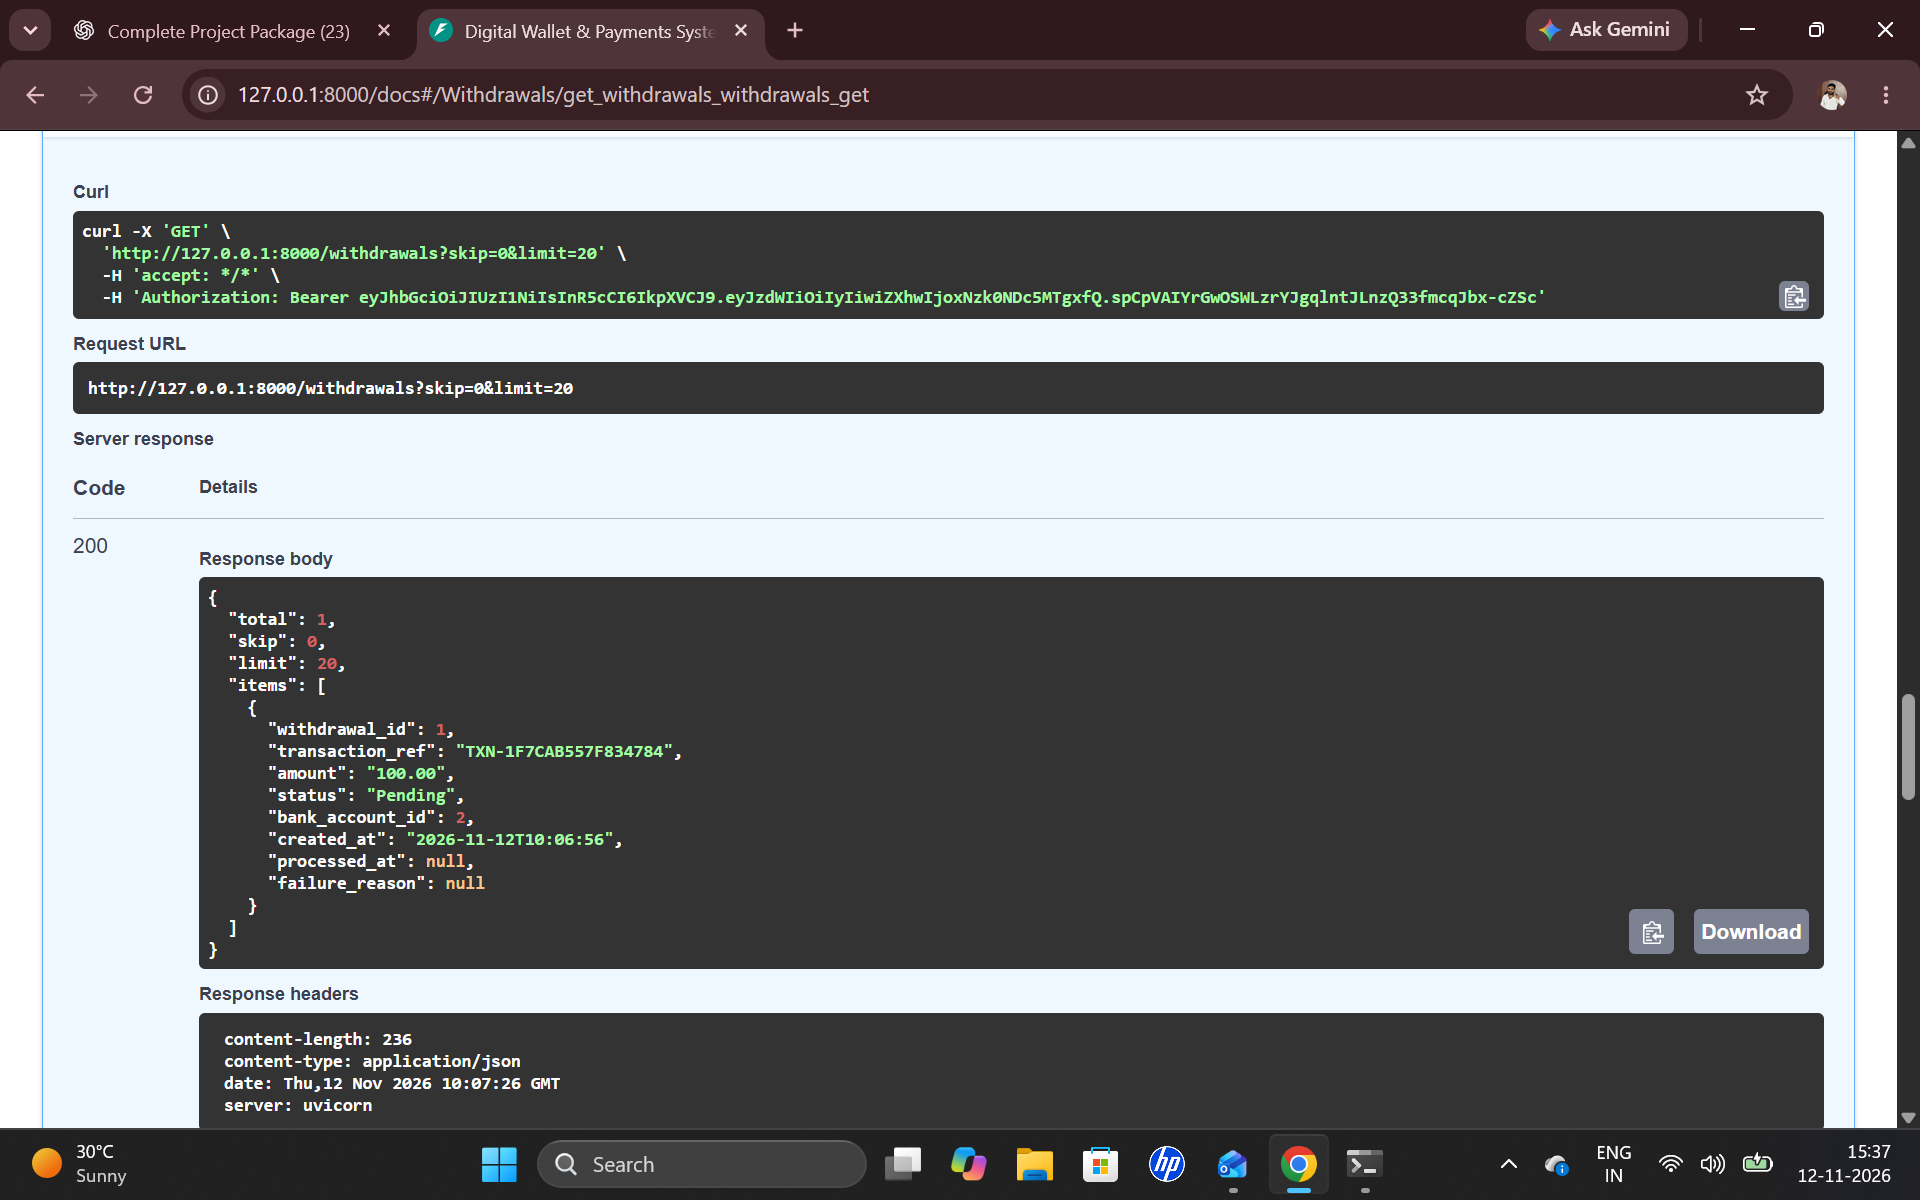 Complete Project Package (23)
Digital Wallet & Payments Syste
Ask Gemini
127.0.0.1:8000/docs#/Withdrawals/get_withdrawals_withdrawals_get
Curl
curl -X 'GET' \
'http://127.0.0.1:8000/withdrawals?skip=0&limit=20' \
-H 'accept: */*' \
-H 'Authorization: Bearer eyJhbGciOiJIUzI1NiIsInR5cCI6IkpXVCJ9.eyJzdWIiOiIyIiwiZXhwIjoxNzk0NDc5MTgxfQ.spCpVAIYrGwOSWLzrYJgqlntJLnzQ33fmcqJbx-cZSc'
Request URL
http://127.0.0.1:8000/withdrawals?skip=0&limit=20
Server response
Code Details
200
Response body
{
"total": 1,
"skip": 0,
"limit": 20,
"items": [
{
"withdrawal_id": 1,
"transaction_ref": "TXN-1F7CAB557F834784",
"amount": "100.00",
"status": "Pending",
"bank_account_id": 2,
"created_at": "2026-11-12T10:06:56",
"processed_at": null,
"failure_reason": null
}
]
}
Download
Response headers
content-length: 236
content-type: application/json
date: Thu,12 Nov 2026 10:07:26 GMT
server: uvicorn
30°C
Sunny
Search
hp
ENG
IN
15:37
12-11-2026